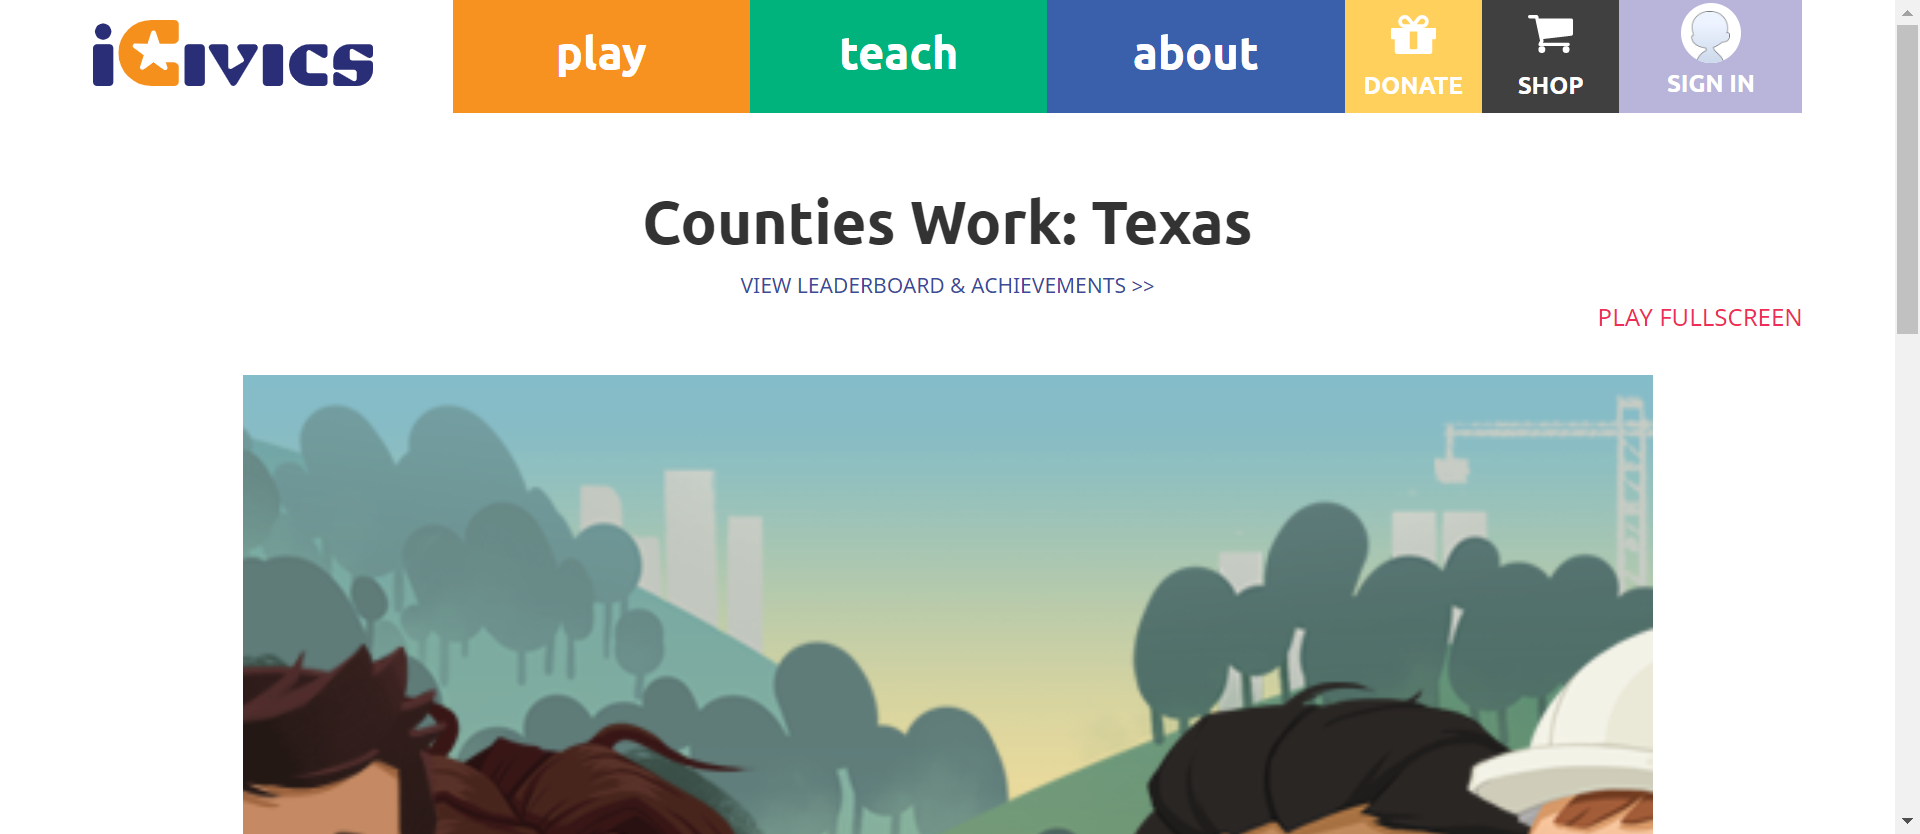 iCivics
play
teach
about
DONATE
SHOP
SIGN IN
Counties Work: Texas
VIEW LEADERBOARD & ACHIEVEMENTS >>
PLAY FULLSCREEN